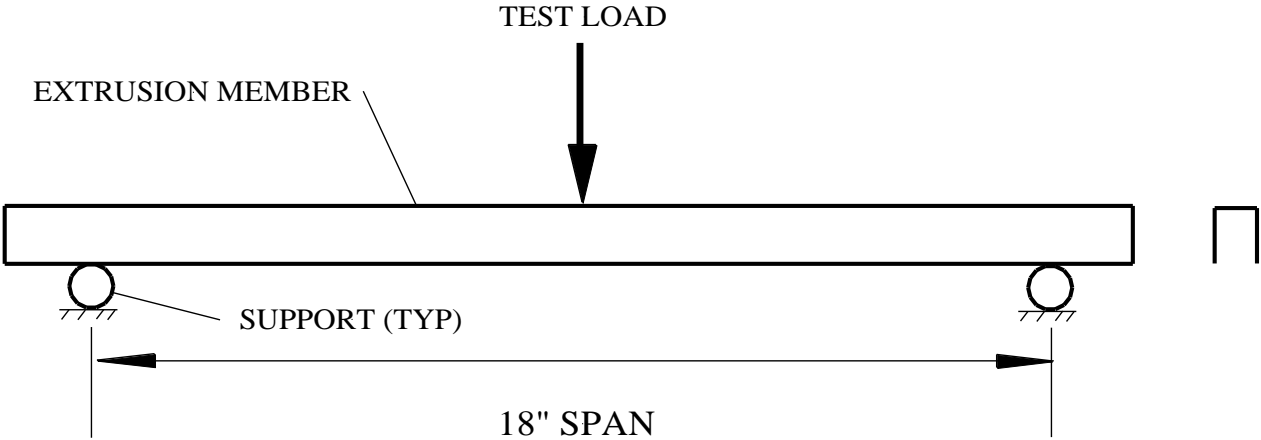 TEST LOAD
EXTRUSION MEMBER
SUPPORT (TYP)
18" SPAN